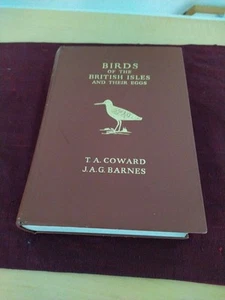 BIRDS
OF THE
BRITISH ISLES
AND THEIR EGGS
T. A. COWARD
J.A.G. BARNES